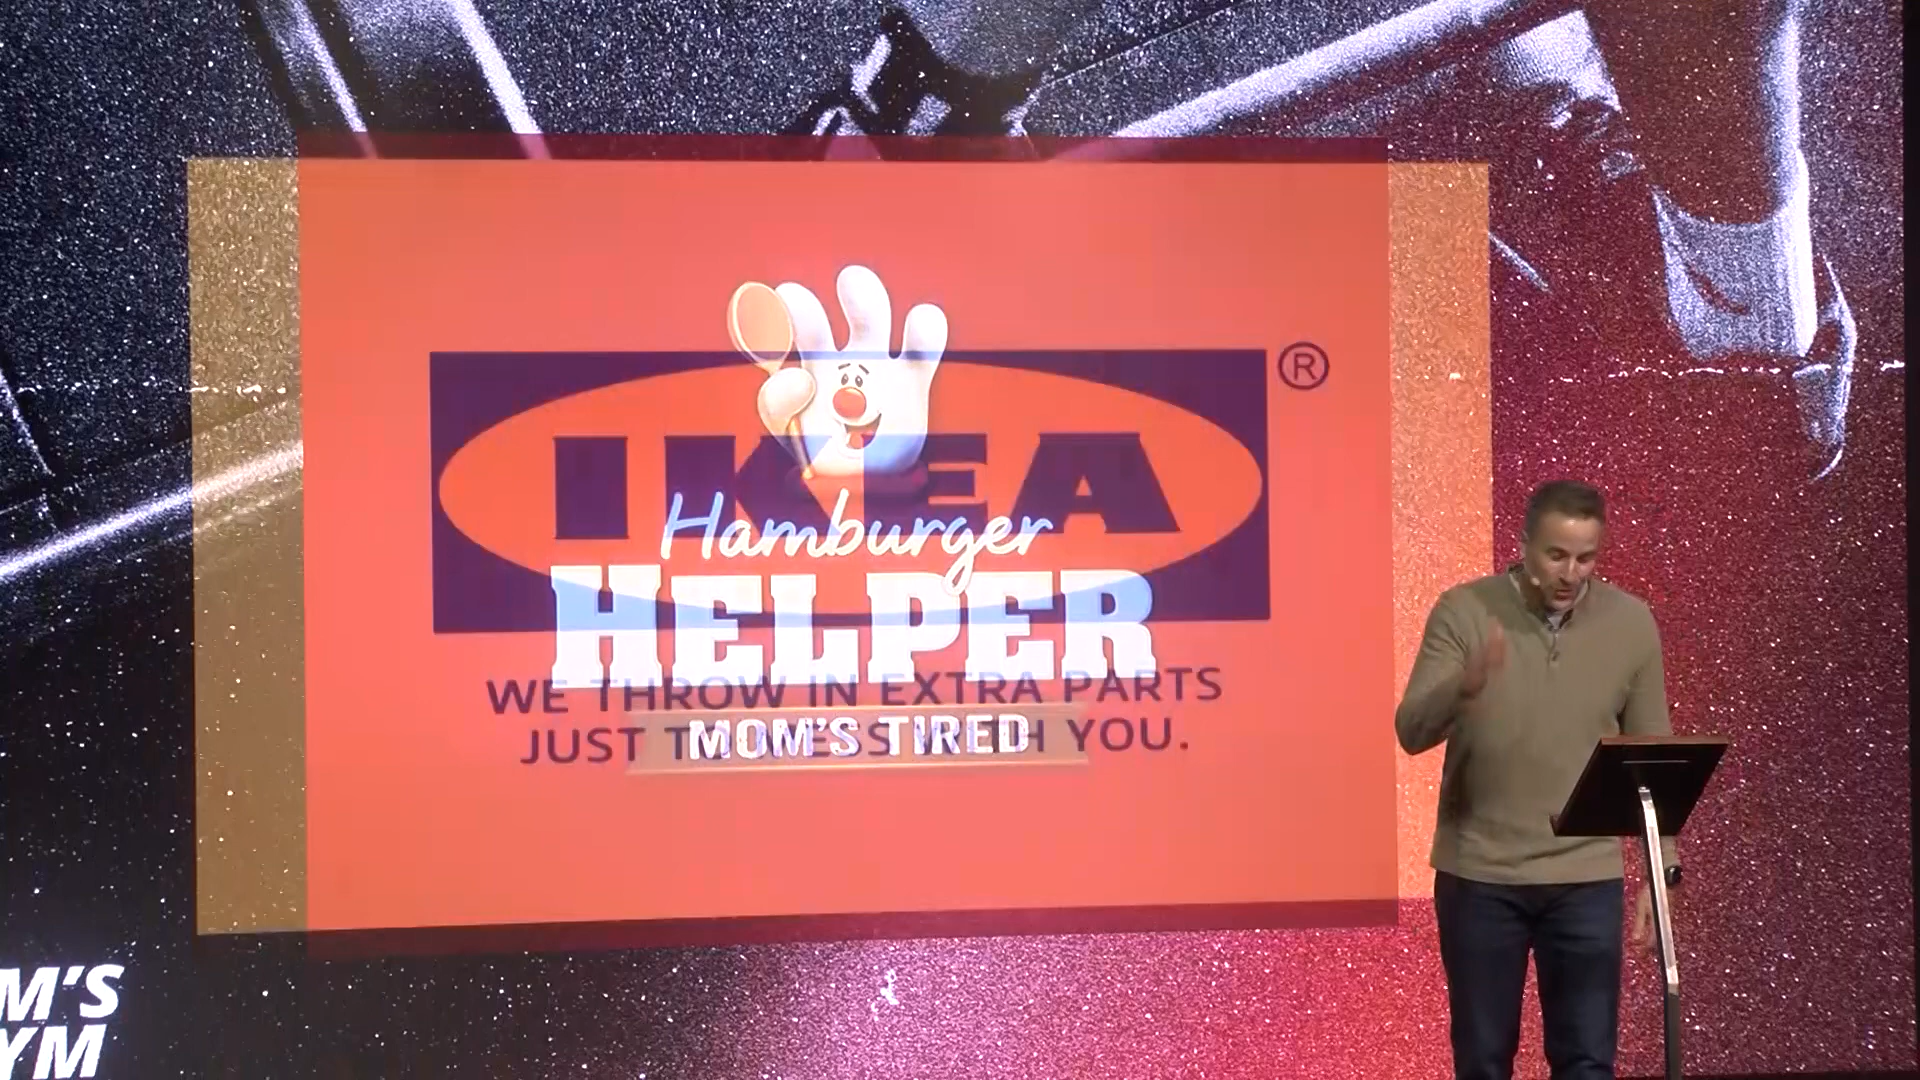 IKEA
®
Hamburger
HELPER
WE THROW IN EXTRA PARTS
JUST TO MESS WITH YOU.
MOM'S TIRED
M'S
YM